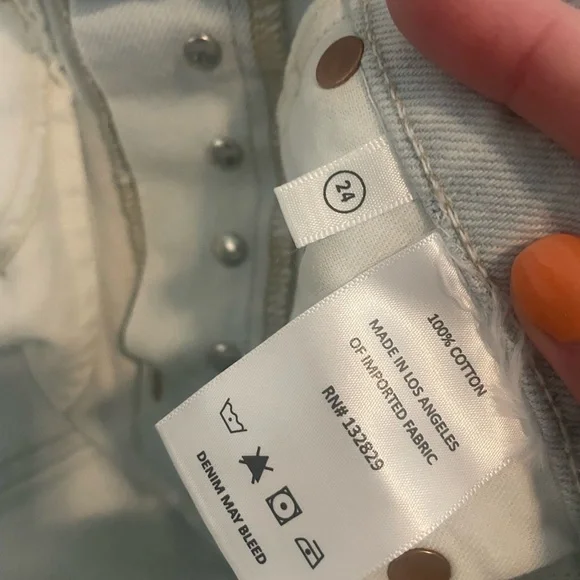 24
100% COTTON
MADE IN LOS ANGELES
OF IMPORTED FABRIC
RN# 132829
DENIM MAY BLEED